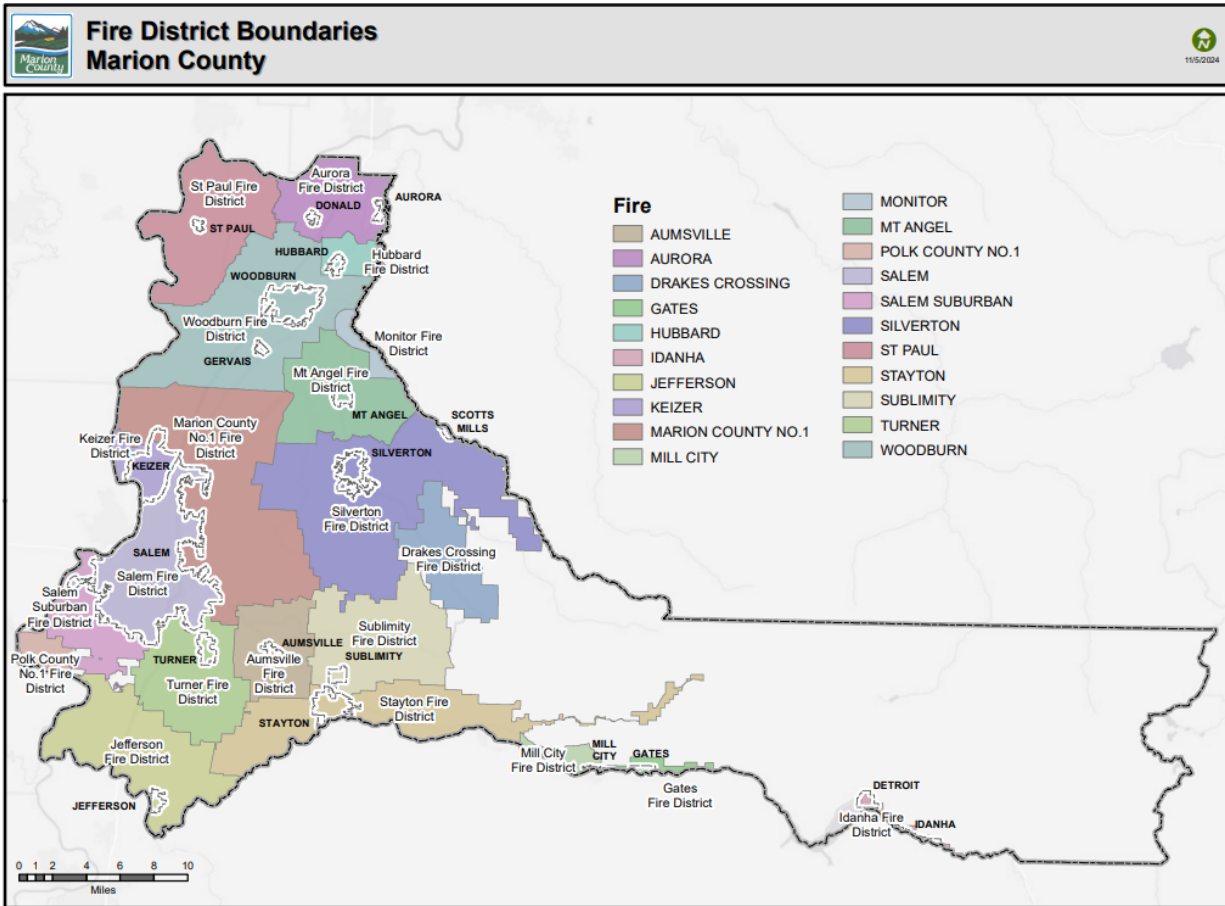 Fire District Boundaries
Marion County
Marion
County
N
11/5/2024
St Paul Fire
District
ST PAUL
Aurora
Fire District
DONALD
AURORA
HUBBARD
Hubbard
Fire District
WOODBURN
Woodburn Fire
District
GERVAIS
Monitor Fire
District
Mt Angel Fire
District
MT ANGEL
SCOTTS
MILLS
Marion County
No.1 Fire
District
Keizer Fire
District
KEIZER
SILVERTON
Silverton
Fire District
Drakes Crossing
Fire District
SALEM
Salem Fire
District
Salem
Suburban
Fire District
Polk County
No.1 Fire
District
TURNER
Turner Fire
District
AUMSVILLE
Aumsville
Fire
District
Sublimity
Fire District
SUBLIMITY
STAYTON
Stayton Fire
District
Jefferson
Fire District
JEFFERSON
Mill City
Fire District
MILL
CITY
GATES
Gates
Fire District
DETROIT
Idanha Fire
District
IDANHA
Fire
AUMSVILLE
AURORA
DRAKES CROSSING
GATES
HUBBARD
IDANHA
JEFFERSON
KEIZER
MARION COUNTY NO.1
MILL CITY
MONITOR
MT ANGEL
POLK COUNTY NO.1
SALEM
SALEM SUBURBAN
SILVERTON
ST PAUL
STAYTON
SUBLIMITY
TURNER
WOODBURN
0 1 2 4 6 8 10
Miles